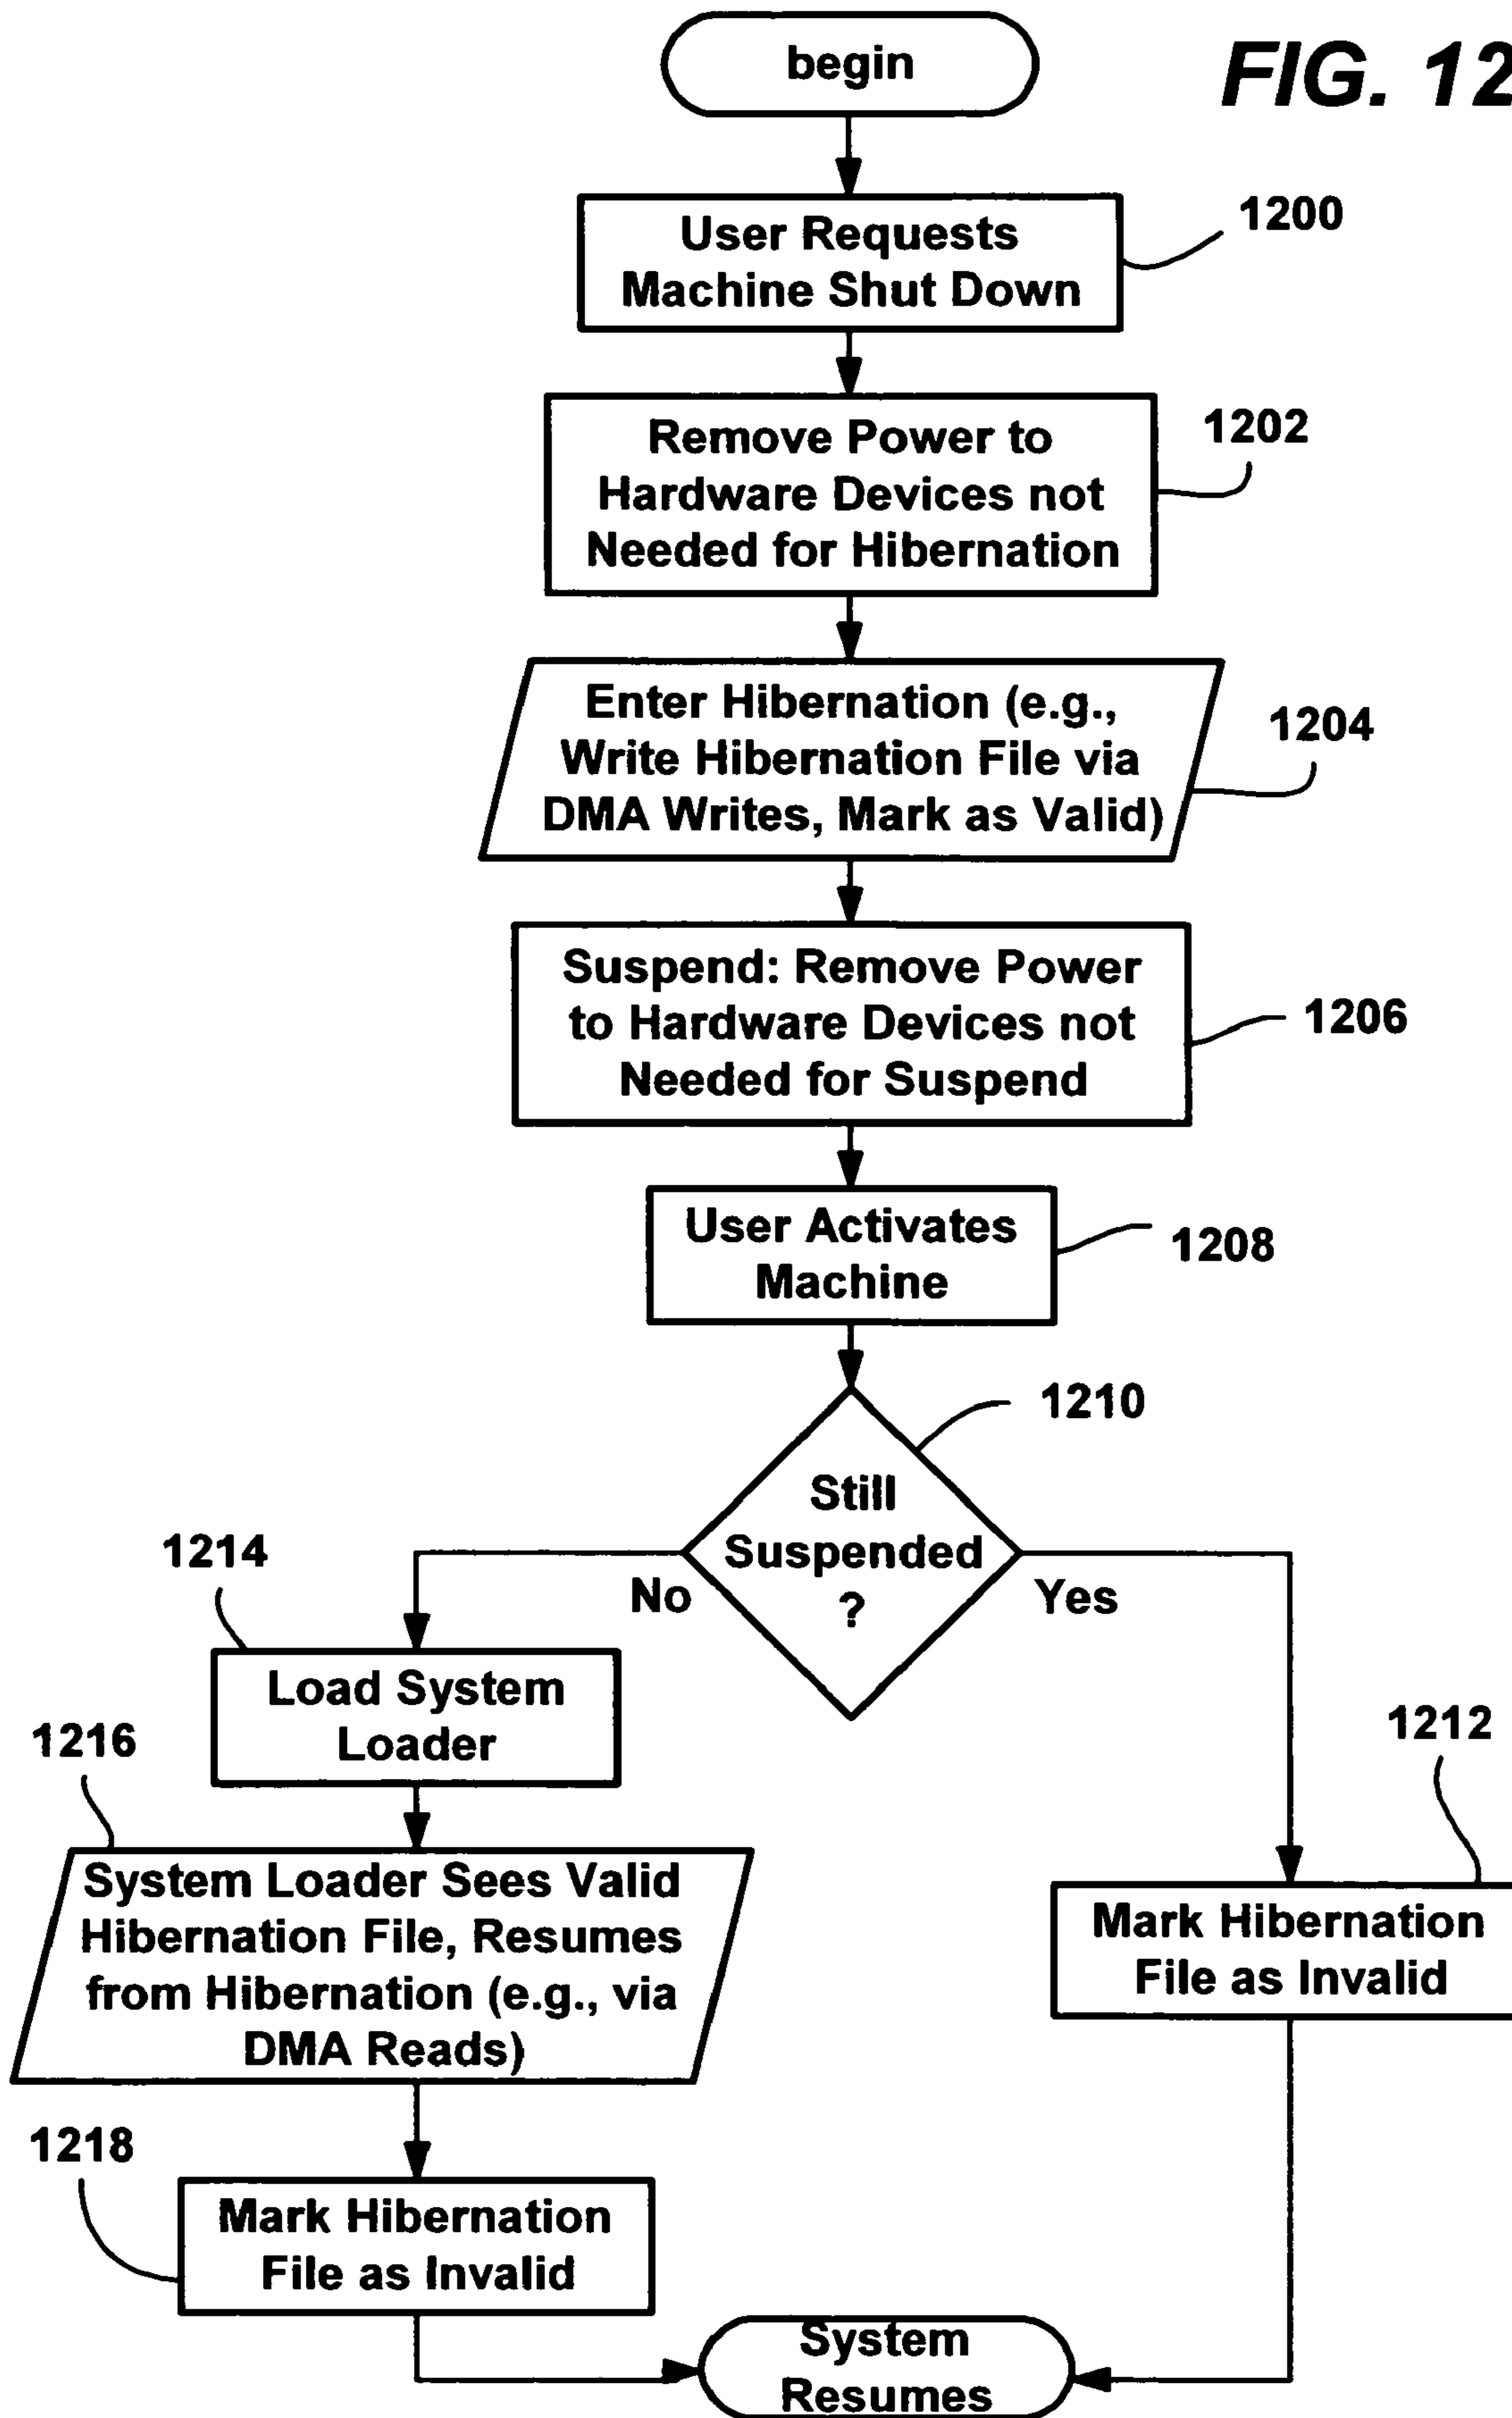 begin
FIG. 12
User Requests
Machine Shut Down
1200
Remove Power to
Hardware Devices not
Needed for Hibernation
1202
Enter Hibernation (e.g.,
Write Hibernation File via
DMA Writes, Mark as Valid)
1204
Suspend: Remove Power
to Hardware Devices not
Needed for Suspend
1206
User Activates
Machine
1208
Still
Suspended
?
1210
No
Yes
1214
Load System
Loader
1216
System Loader Sees Valid
Hibernation File, Resumes
from Hibernation (e.g., via
DMA Reads)
1212
Mark Hibernation
File as Invalid
1218
Mark Hibernation
File as Invalid
System
Resumes